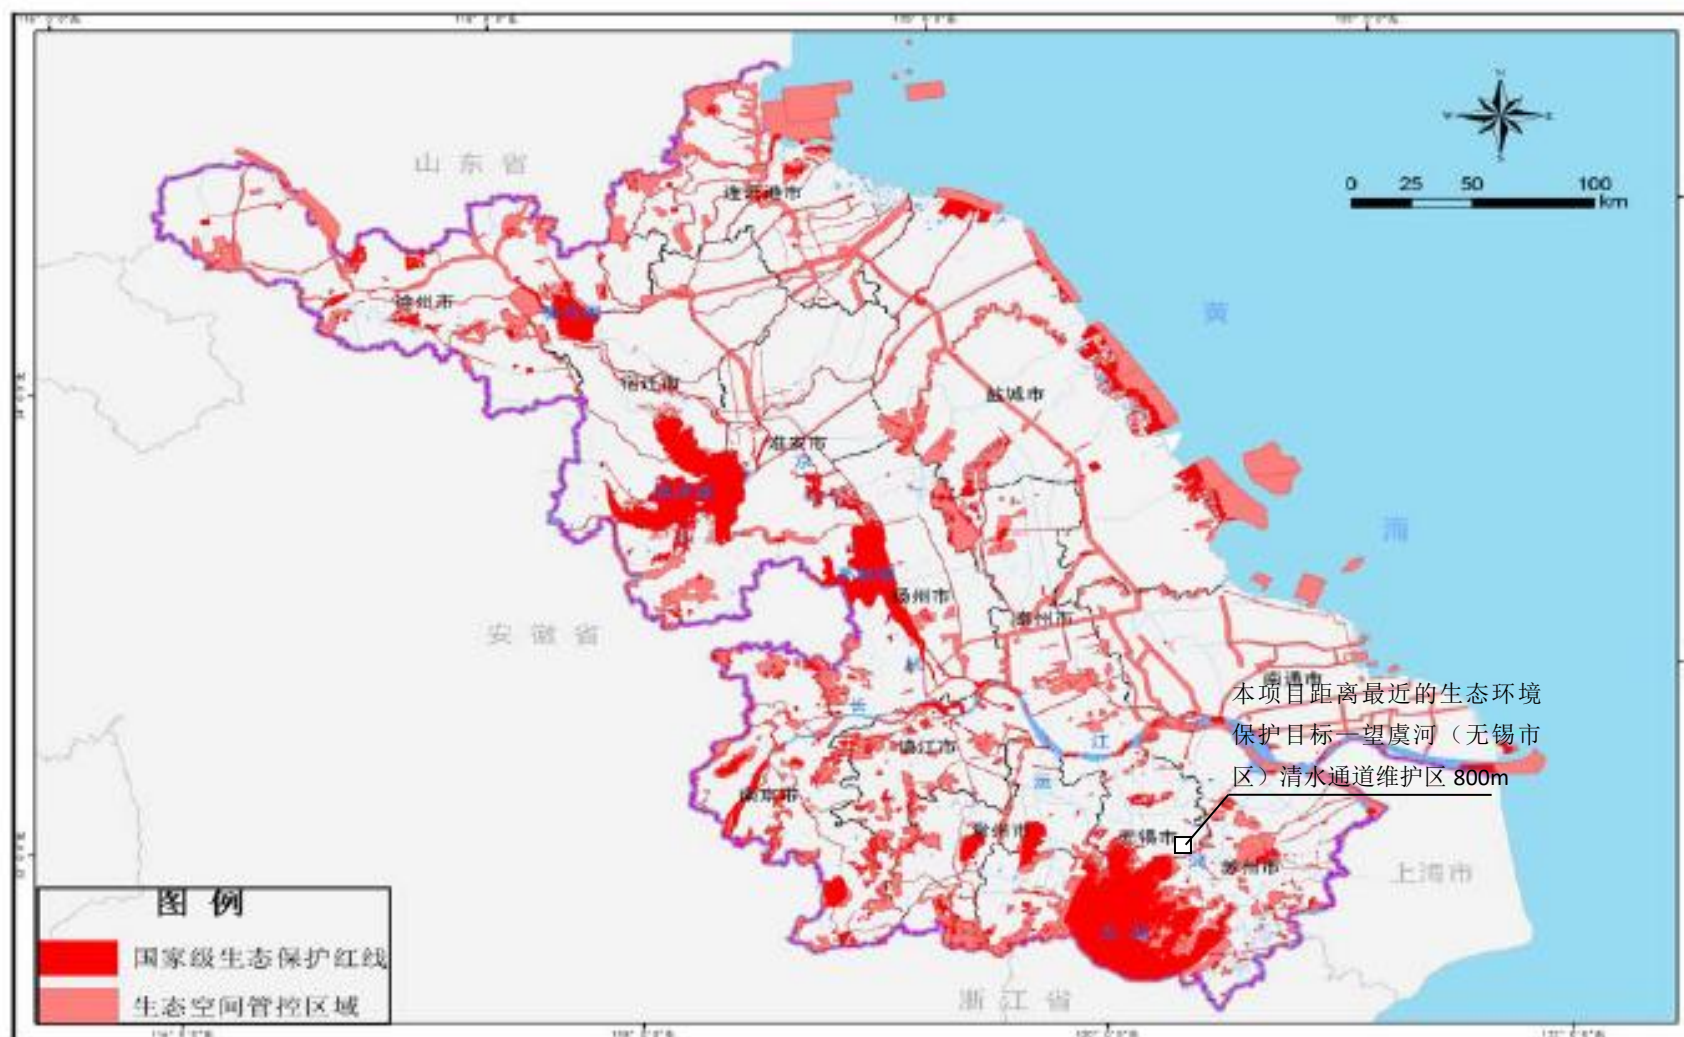 山东省
连云港市
0 25 50 100
km
徐州市
黄
宿迁市
盐城市
淮安市
京
海
扬州市
泰州市
安徽省
杭
南通市
本项目距离最近的生态环境
保护目标—望虞河（无锡市
区）清水通道维护区 800m
长
江
镇江市
运
南京市
常州市
无锡市
苏州市
上海市
图 例
国家级生态保护红线
生态空间管控区域
浙江省